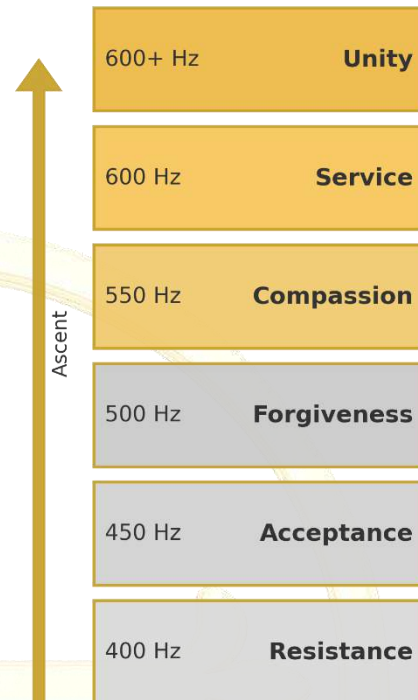 600+ Hz Unity
600 Hz Service
550 Hz Compassion
Ascent
500 Hz Forgiveness
450 Hz Acceptance
400 Hz Resistance